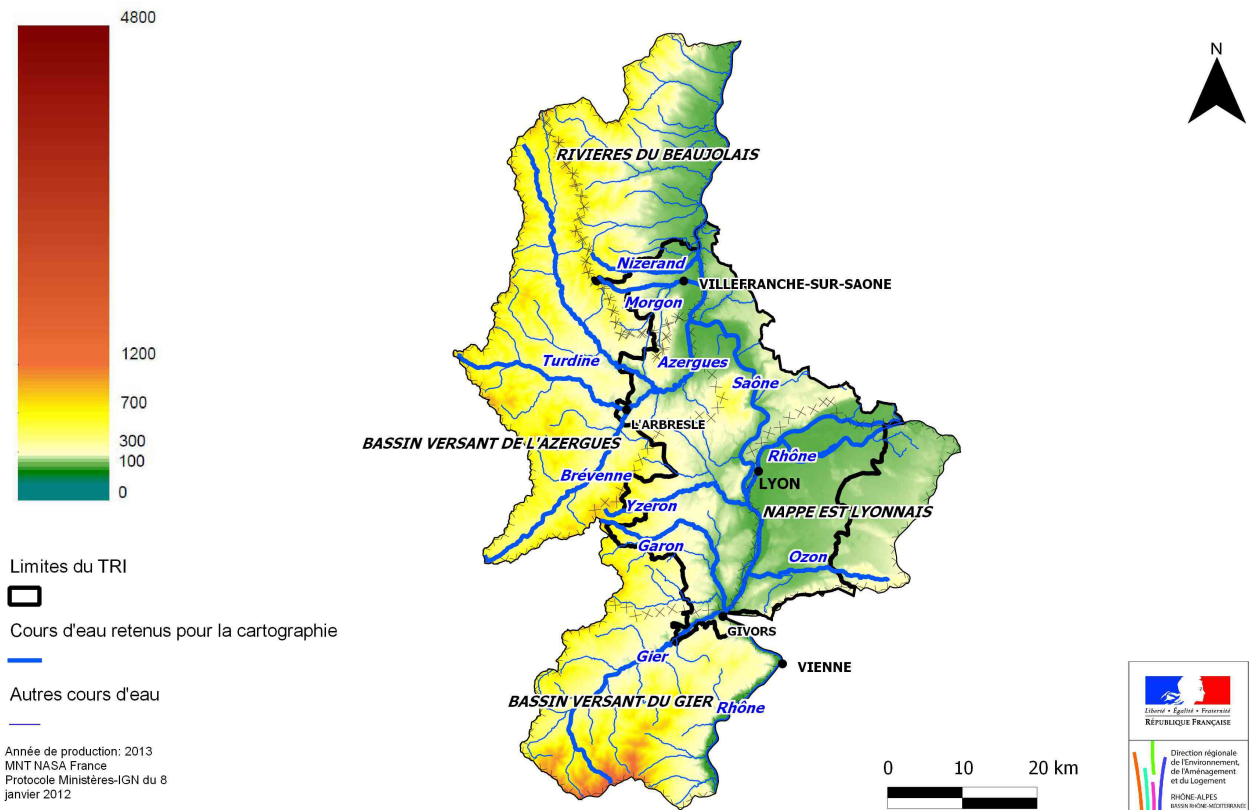 4800
1200
700
300
100
0
Limites du TRI
Cours d'eau retenus pour la cartographie
Autres cours d'eau
Année de production: 2013
MNT NASA France
Protocole Ministères-IGN du 8
janvier 2012
N
RIVIERES DU BEAUJOLAIS
Nizerand
VILLEFRANCHE-SUR-SAONE
Morgon
Turdine
Azergues
Saône
L'ARBRESLE
BASSIN VERSANT DE L'AZERGUES
Rhône
Brévenne
LYON
Yzeron
NAPPE EST LYONNAIS
Garon
Ozon
GIVORS
Gier
VIENNE
BASSIN VERSANT DU GIER
Rhône
0 10 20 km
Liberté • Égalité • Fraternité
RÉPUBLIQUE FRANÇAISE
Direction régionale
de l'Environnement,
de l'Aménagement
et du Logement
RHÔNE-ALPES
BASSIN RHÔNE-MÉDITERRANÉE